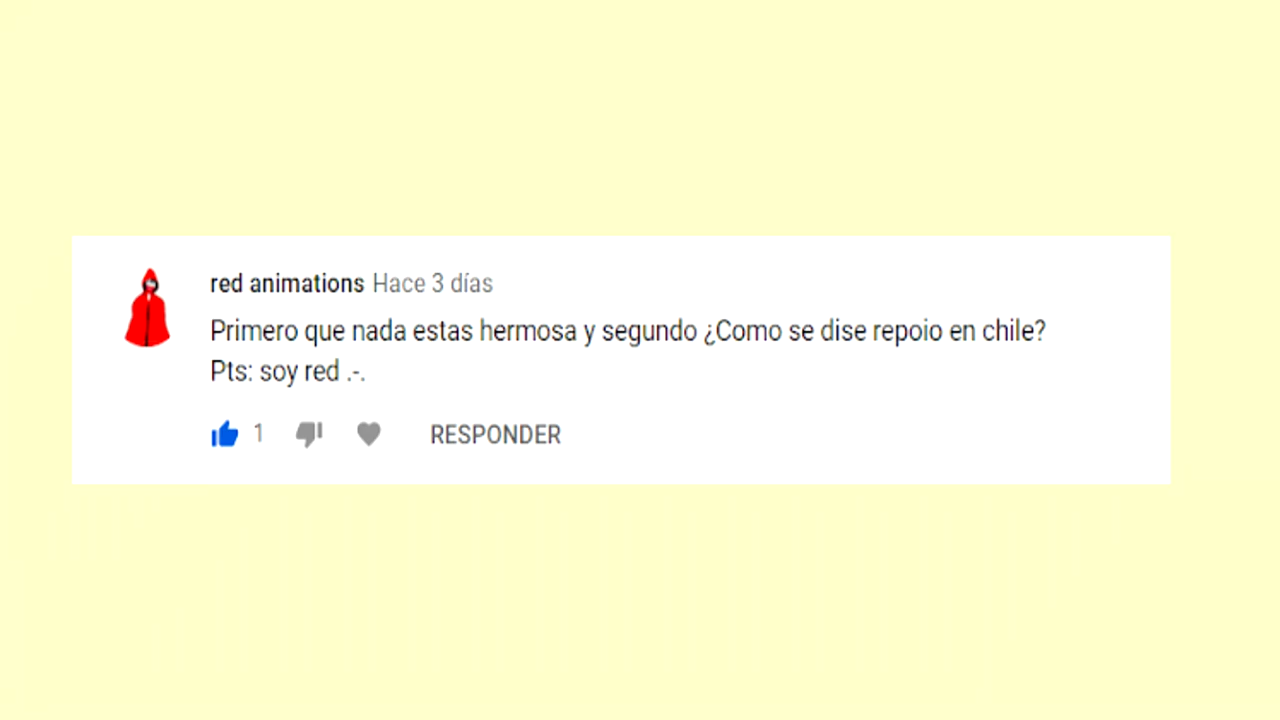 red animations Hace 3 días
Primero que nada estas hermosa y segundo ¿Como se dise repoio en chile?
Pts: soy red .-.
1 RESPONDER